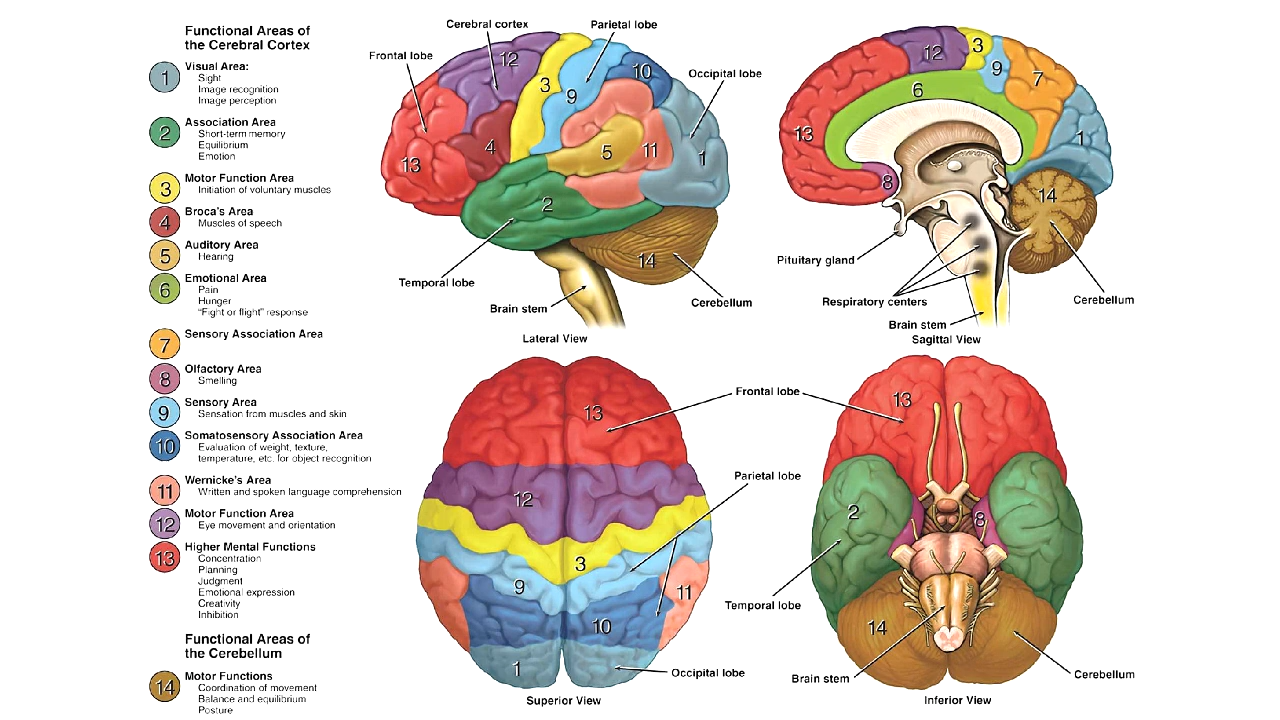 Functional Areas of
the Cerebral Cortex
1
Visual Area:
Sight
Image recognition
Image perception
2
Association Area
Short-term memory
Equilibrium
Emotion
3
Motor Function Area
Initiation of voluntary muscles
4
Broca's Area
Muscles of speech
5
Auditory Area
Hearing
6
Emotional Area
Pain
Hunger
"Fight or flight" response
7
Sensory Association Area
8
Olfactory Area
Smelling
9
Sensory Area
Sensation from muscles and skin
10
Somatosensory Association Area
Evaluation of weight, texture,
temperature, etc. for object recognition
11
Wernicke's Area
Written and spoken language comprehension
12
Motor Function Area
Eye movement and orientation
13
Higher Mental Functions
Concentration
Planning
Judgment
Emotional expression
Creativity
Inhibition
Functional Areas of
the Cerebellum
14
Motor Functions
Coordination of movement
Balance and equilibrium
Posture
Cerebral cortex
Parietal lobe
Frontal lobe
Occipital lobe
12
3
10
9
4
5
11
1
13
2
14
Temporal lobe
Brain stem
Cerebellum
Lateral View
12
3
9
7
6
13
1
8
14
Pituitary gland
Respiratory centers
Cerebellum
Brain stem
Sagittal View
13
12
3
9
11
10
1
Frontal lobe
Parietal lobe
Temporal lobe
Occipital lobe
Superior View
13
2
8
14
Brain stem
Cerebellum
Inferior View